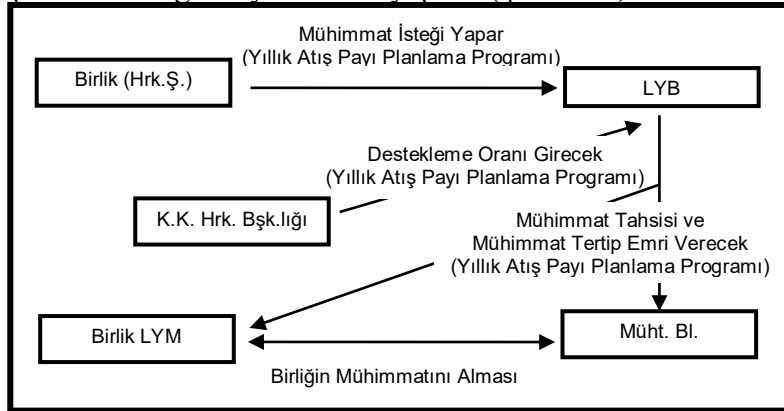 Mühimmat İsteği Yapar
(Yıllık Atış Payı Planlama Programı)
Birlik (Hrk.Ş.)
LYB
Destekleme Oranı Girecek
(Yıllık Atış Payı Planlama Programı)
K.K. Hrk. Bşk.lığı
Mühimmat Tahsisi ve
Mühimmat Tertip Emri Verecek
(Yıllık Atış Payı Planlama Programı)
Birlik LYM
Müht. Bl.
Birliğin Mühimmatını Alması